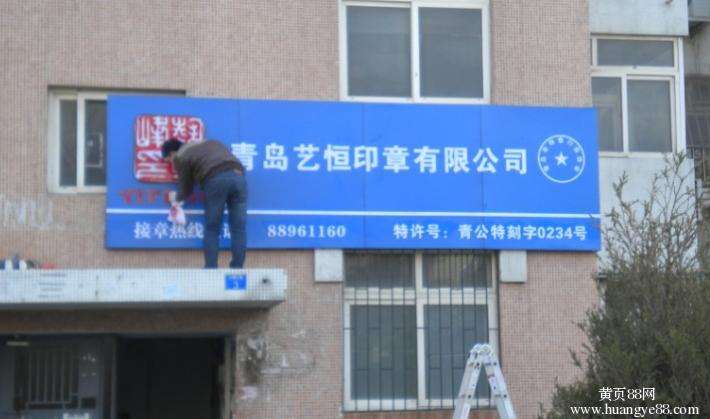 青岛艺恒印章有限公司
接章热线 88961160 特许号：青公特刻字0234号
黄页88网
www.huangye88.com